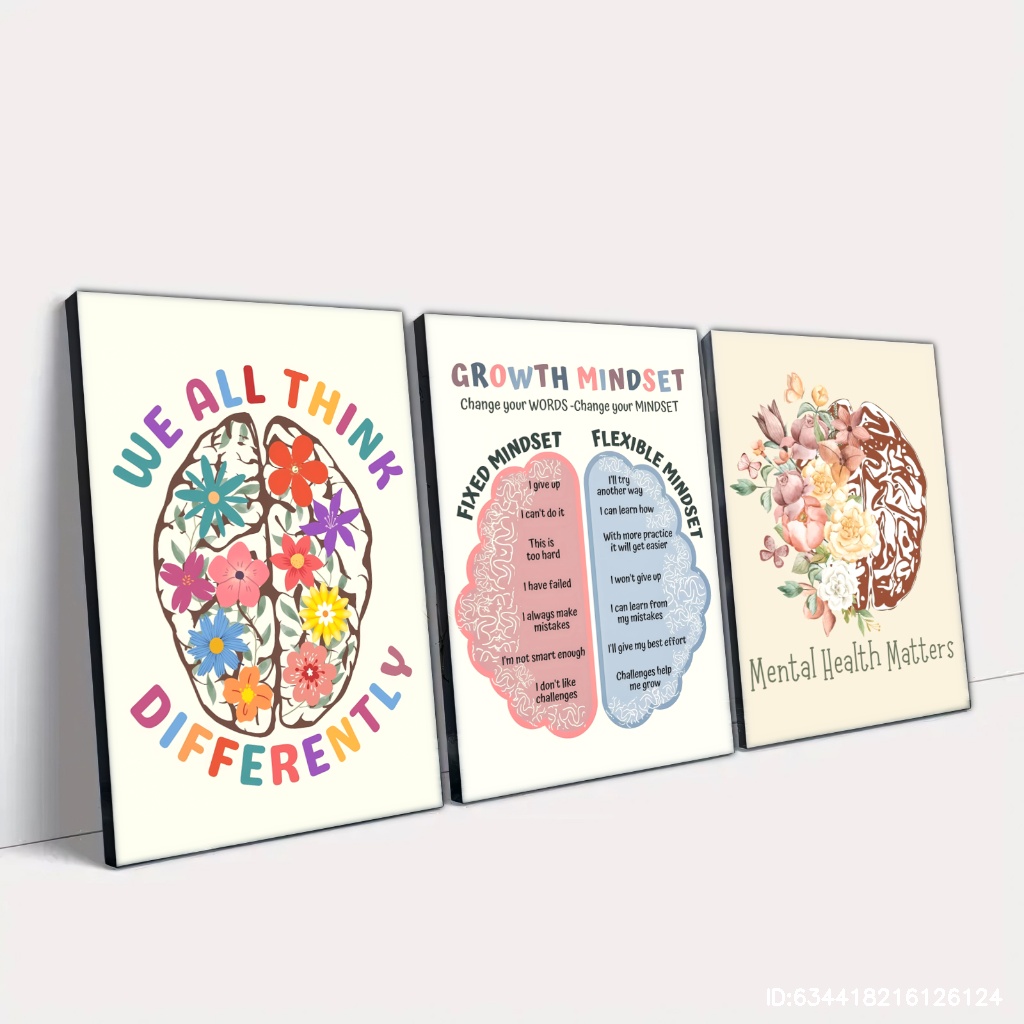 WE ALL THINK
DIFFERENTLY
GROWTH MINDSET
Change your WORDS -Change your MINDSET
FIXED MINDSET
I give up
I can't do it
This is
too hard
I have failed
I always make
mistakes
I'm not smart enough
I don't like
challenges
FLEXIBLE MINDSET
I'll try
another way
I can learn how
With more practice
it will get easier
I won't give up
I can learn from
my mistakes
I'll give my best effort
Challenges help
me grow
Mental Health Matters
ID:634418216126124